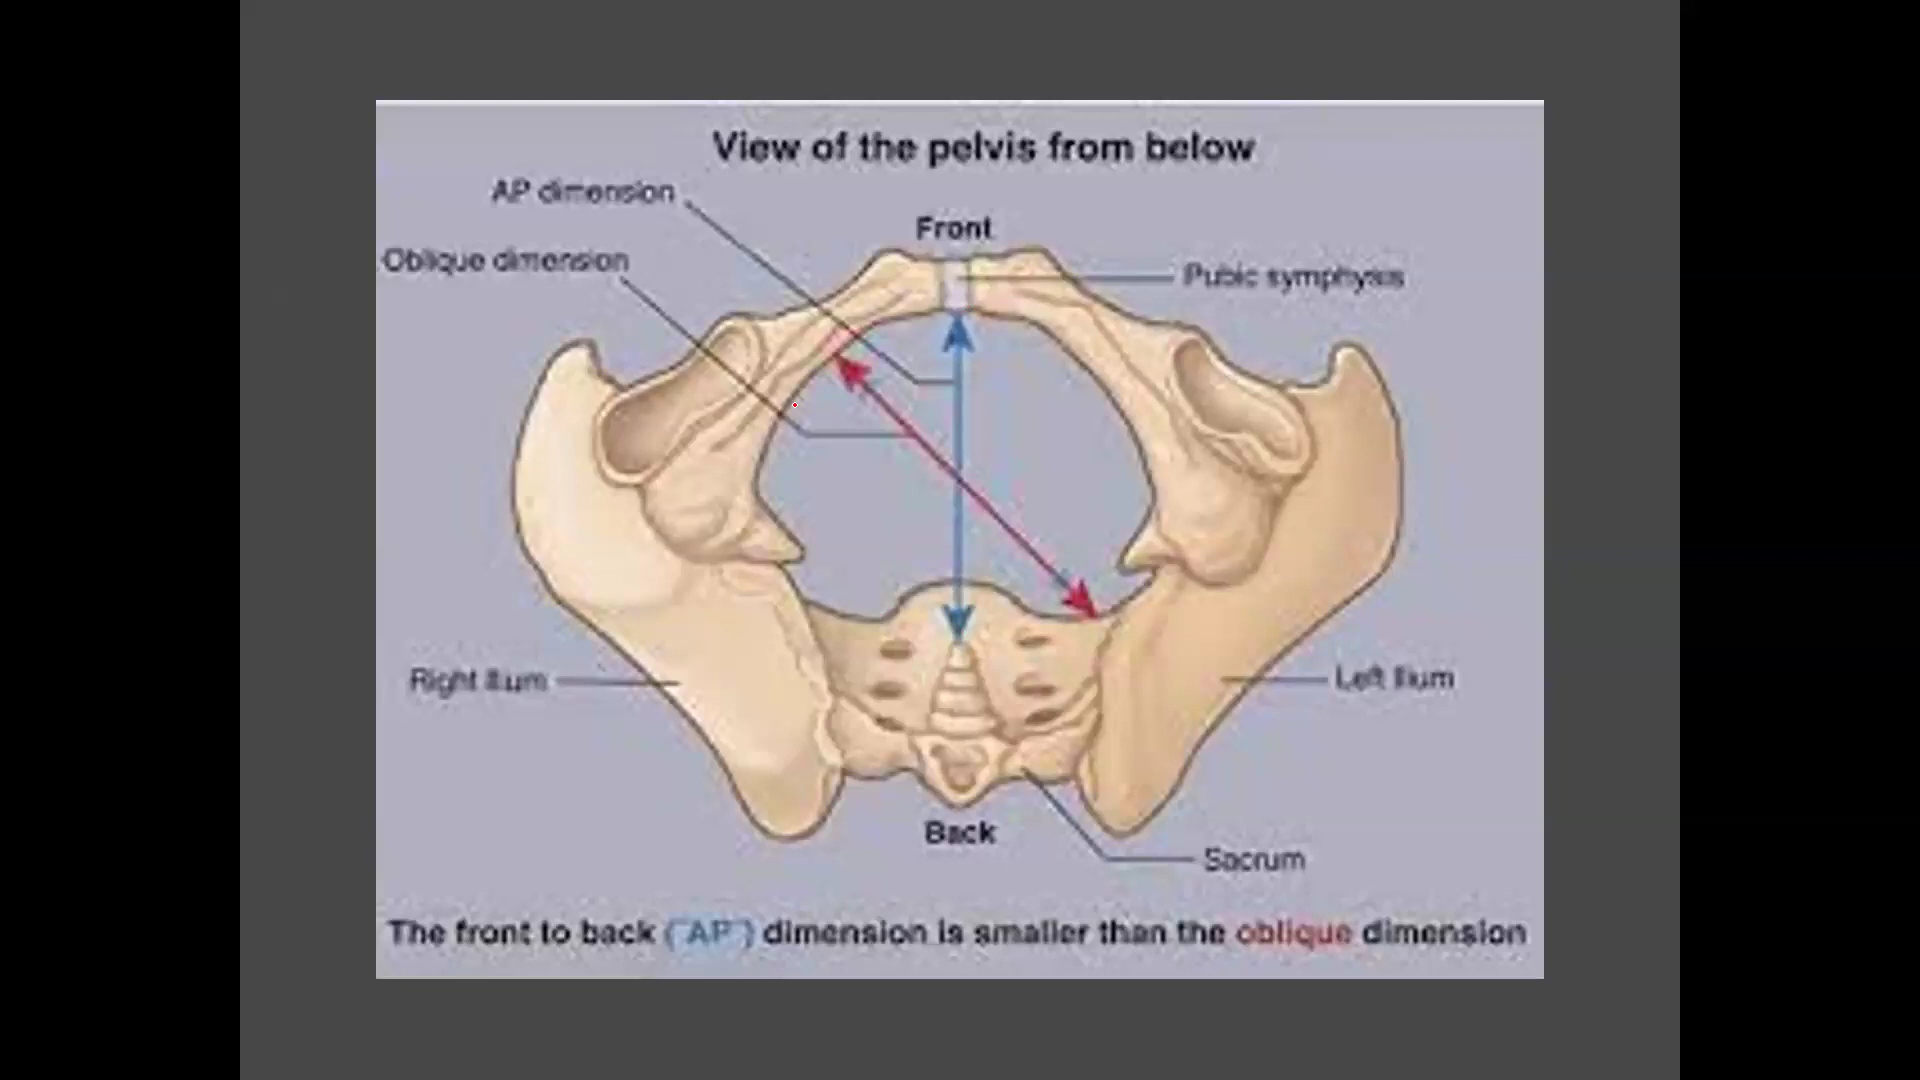 View of the pelvis from below
AP dimension
Front
Oblique dimension
Pubic symphysis
Right Ilium
Left Ilium
Back
Sacrum
The front to back ("AP") dimension is smaller than the oblique dimension